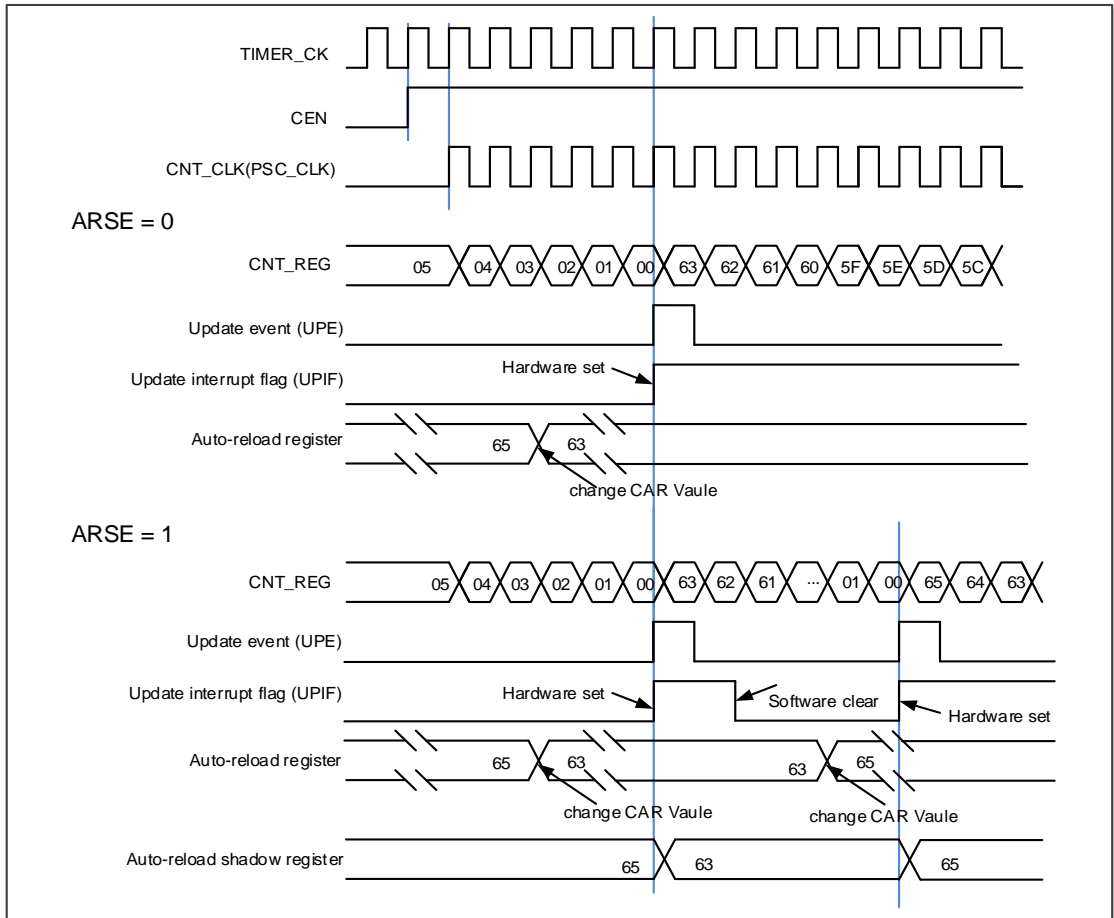 TIMER_CK
CEN
CNT_CLK(PSC_CLK)
ARSE = 0
CNT_REG 05 04 03 02 01 00 63 62 61 60 5F 5E 5D 5C
Update event (UPE)
Hardware set
Update interrupt flag (UPIF)
Auto-reload register 65 63
change CAR Vaule
ARSE = 1
CNT_REG 05 04 03 02 01 00 63 62 61 ... 01 00 65 64 63
Update event (UPE)
Update interrupt flag (UPIF) Hardware set Software clear Hardware set
Auto-reload register 65 63 63 65
change CAR Vaule change CAR Vaule
Auto-reload shadow register 65 63 65